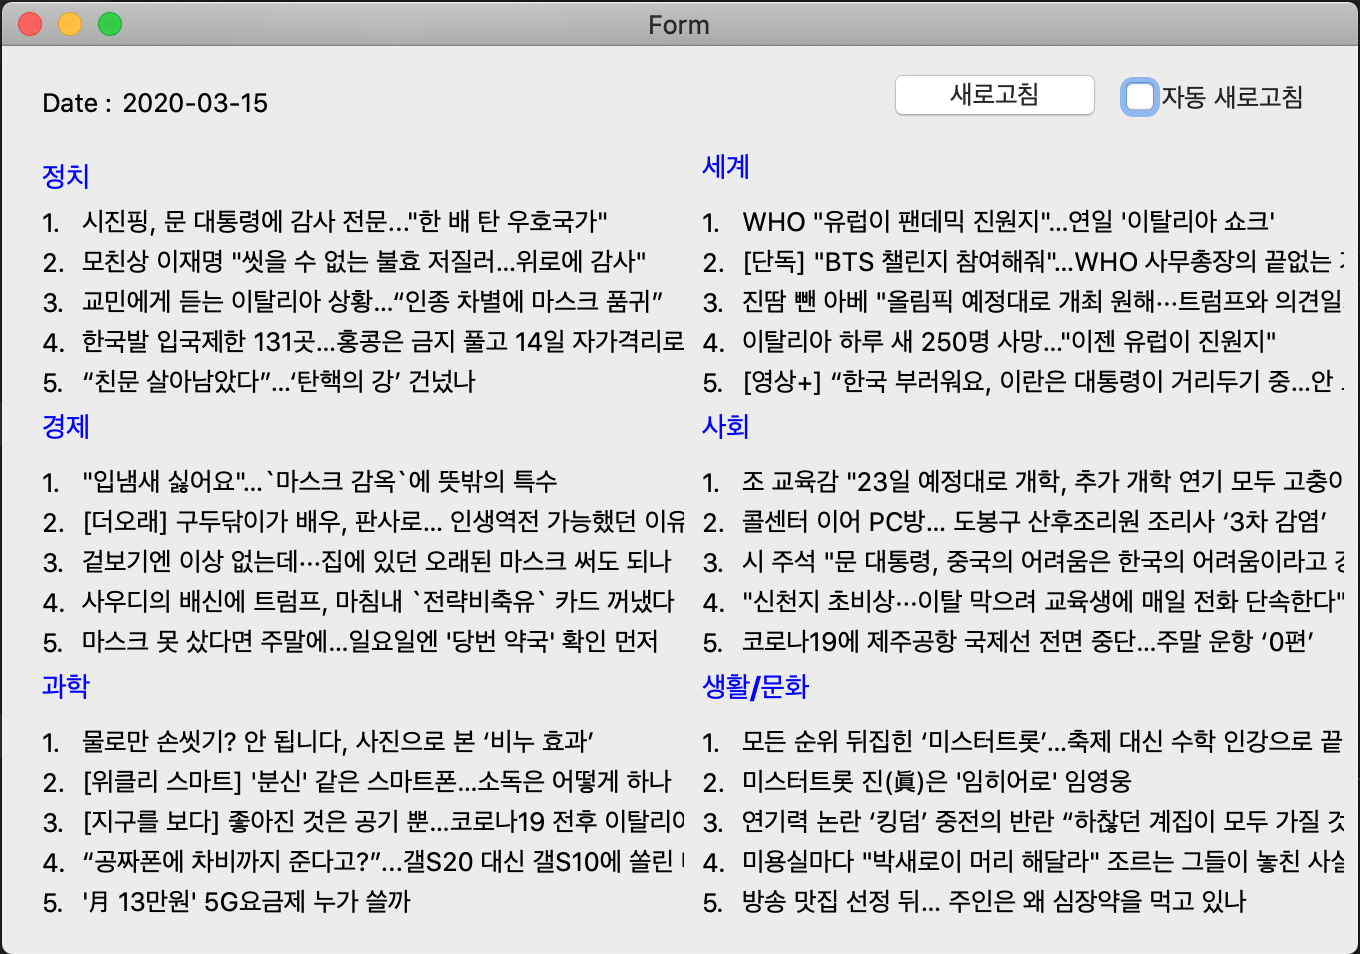 Form
Date : 2020-03-15
새로고침
자동 새로고침
정치
1. 시진핑, 문 대통령에 감사 전문..."한 배 탄 우호국가"
2. 모친상 이재명 "씻을 수 없는 불효 저질러...위로에 감사"
3. 교민에게 듣는 이탈리아 상황...“인종 차별에 마스크 품귀”
4. 한국발 입국제한 131곳...홍콩은 금지 풀고 14일 자가격리로
5. “친문 살아남았다”...‘탄핵의 강’ 건넜나
세계
1. WHO "유럽이 팬데믹 진원지"...연일 '이탈리아 쇼크'
2. [단독] "BTS 챌린지 참여해줘"...WHO 사무총장의 끝없는
3. 진땀 뺀 아베 "올림픽 예정대로 개최 원해…트럼프와 의견일
4. 이탈리아 하루 새 250명 사망..."이젠 유럽이 진원지"
5. [영상+] “한국 부러워요, 이란은 대통령이 거리두기 중...안
경제
1. "입냄새 싫어요"...`마스크 감옥`에 뜻밖의 특수
2. [더오래] 구두닦이가 배우, 판사로... 인생역전 가능했던 이유
3. 겉보기엔 이상 없는데…집에 있던 오래된 마스크 써도 되나
4. 사우디의 배신에 트럼프, 마침내 `전략비축유` 카드 꺼냈다
5. 마스크 못 샀다면 주말에...일요일엔 '당번 약국' 확인 먼저
사회
1. 조 교육감 "23일 예정대로 개학, 추가 개학 연기 모두 고충이
2. 콜센터 이어 PC방... 도봉구 산후조리원 조리사 ‘3차 감염’
3. 시 주석 "문 대통령, 중국의 어려움은 한국의 어려움이라고
4. "신천지 초비상…이탈 막으려 교육생에 매일 전화 단속한다"
5. 코로나19에 제주공항 국제선 전면 중단...주말 운항 ‘0편’
과학
1. 물로만 손씻기? 안 됩니다, 사진으로 본 ‘비누 효과’
2. [위클리 스마트] '분신' 같은 스마트폰...소독은 어떻게 하나
3. [지구를 보다] 좋아진 것은 공기 뿐...코로나19 전후 이탈리아
4. “공짜폰에 차비까지 준다고?”...갤S20 대신 갤S10에 쏠린
5. '月 13만원' 5G요금제 누가 쓸까
생활/문화
1. 모든 순위 뒤집힌 ‘미스터트롯’...축제 대신 수학 인강으로 끝
2. 미스터트롯 진(眞)은 '임히어로' 임영웅
3. 연기력 논란 ‘킹덤’ 중전의 반란 “하찮던 계집이 모두 가질 것
4. 미용실마다 "박새로이 머리 해달라" 조르는 그들이 놓친 사실
5. 방송 맛집 선정 뒤... 주인은 왜 심장약을 먹고 있나